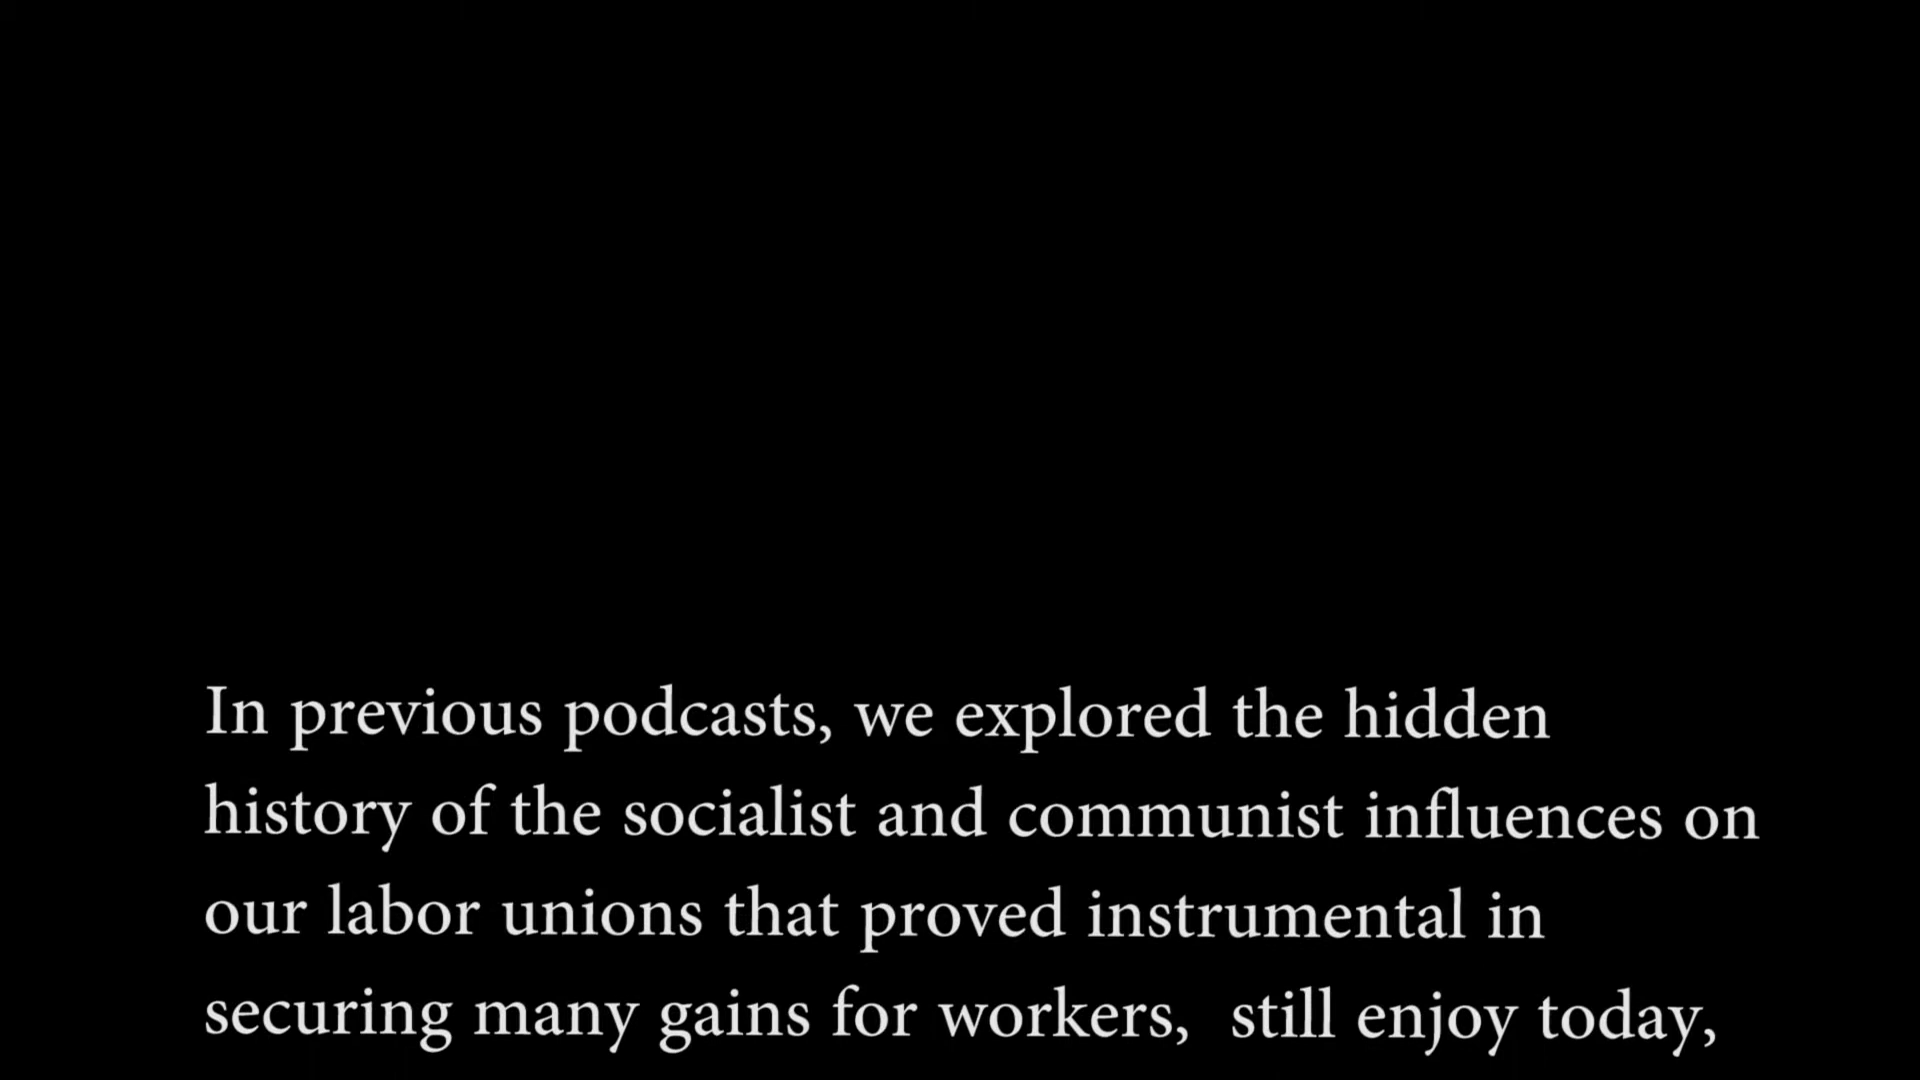 In previous podcasts, we explored the hidden
history of the socialist and communist influences on
our labor unions that proved instrumental in
securing many gains for workers,  still enjoy today,